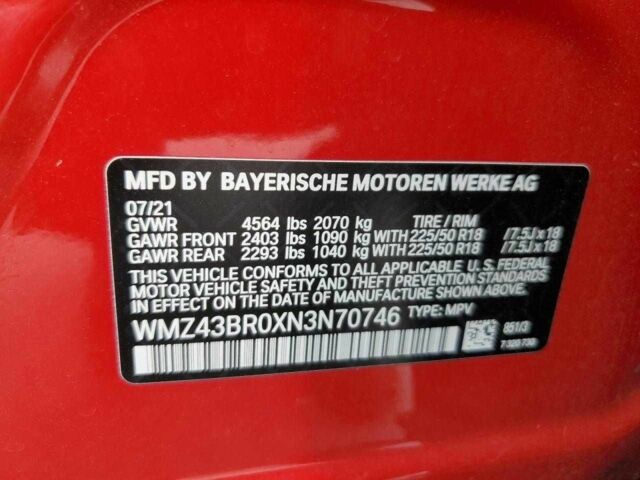 MFD BY BAYERISCHE MOTOREN WERKE AG
07/21
GVWR 4564 lbs 2070 kg TIRE / RIM
GAWR FRONT 2403 lbs 1090 kg WITH 225/50 R18 /7.5J x 18
GAWR REAR 2293 lbs 1040 kg WITH 225/50 R18 /7.5J x 18
THIS VEHICLE CONFORMS TO ALL APPLICABLE U. S. FEDERAL
MOTOR VEHICLE SAFETY AND THEFT PREVENTION STANDARDS
IN EFFECT ON THE DATE OF MANUFACTURE SHOWN ABOVE.
WMZ43BR0XN3N70746 TYPE: MPV
851/3
7 320 730